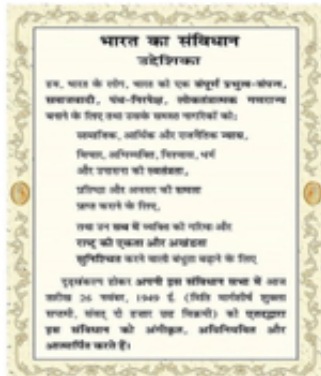 भारत का संविधान
उद्देशिका
हम, भारत के लोग, भारत को एक संपूर्ण प्रभुत्व-संपन्न,
समाजवादी, पंथ-निरपेक्ष, लोकतंत्रात्मक गणराज्य
बनाने के लिए तथा उसके समस्त नागरिकों को:
सामाजिक, आर्थिक और राजनैतिक न्याय,
विचार, अभिव्यक्ति, विश्वास, धर्म
और उपासना की स्वतंत्रता,
प्रतिष्ठा और अवसर की समता
प्राप्त कराने के लिए,
तथा उन सब में व्यक्ति की गरिमा और
राष्ट्र की एकता और अखंडता
सुनिश्चित करने वाली बंधुता बढ़ाने के लिए
दृढ़संकल्प होकर अपनी इस संविधान सभा में आज
तारीख 26 नवंबर, 1949 ई. (मिति मार्गशीर्ष शुक्ला
सप्तमी, संवत् दो हजार छह विक्रमी) को एतद्द्वारा
इस संविधान को अंगीकृत, अधिनियमित और
आत्मार्पित करते हैं।